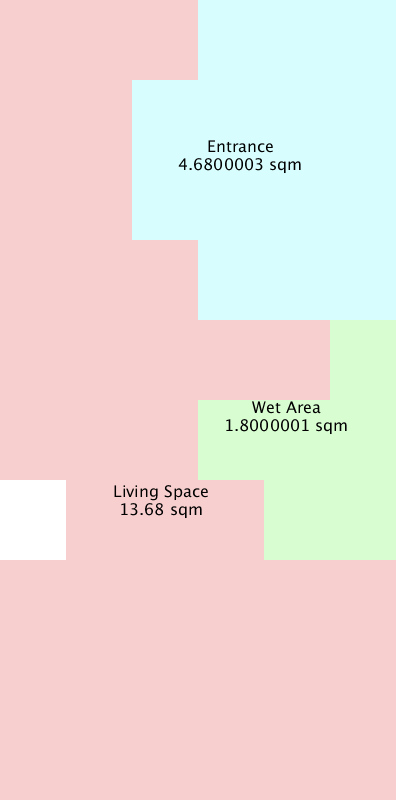 Entrance
4.6800003 sqm
Wet Area
1.8000001 sqm
Living Space
13.68 sqm